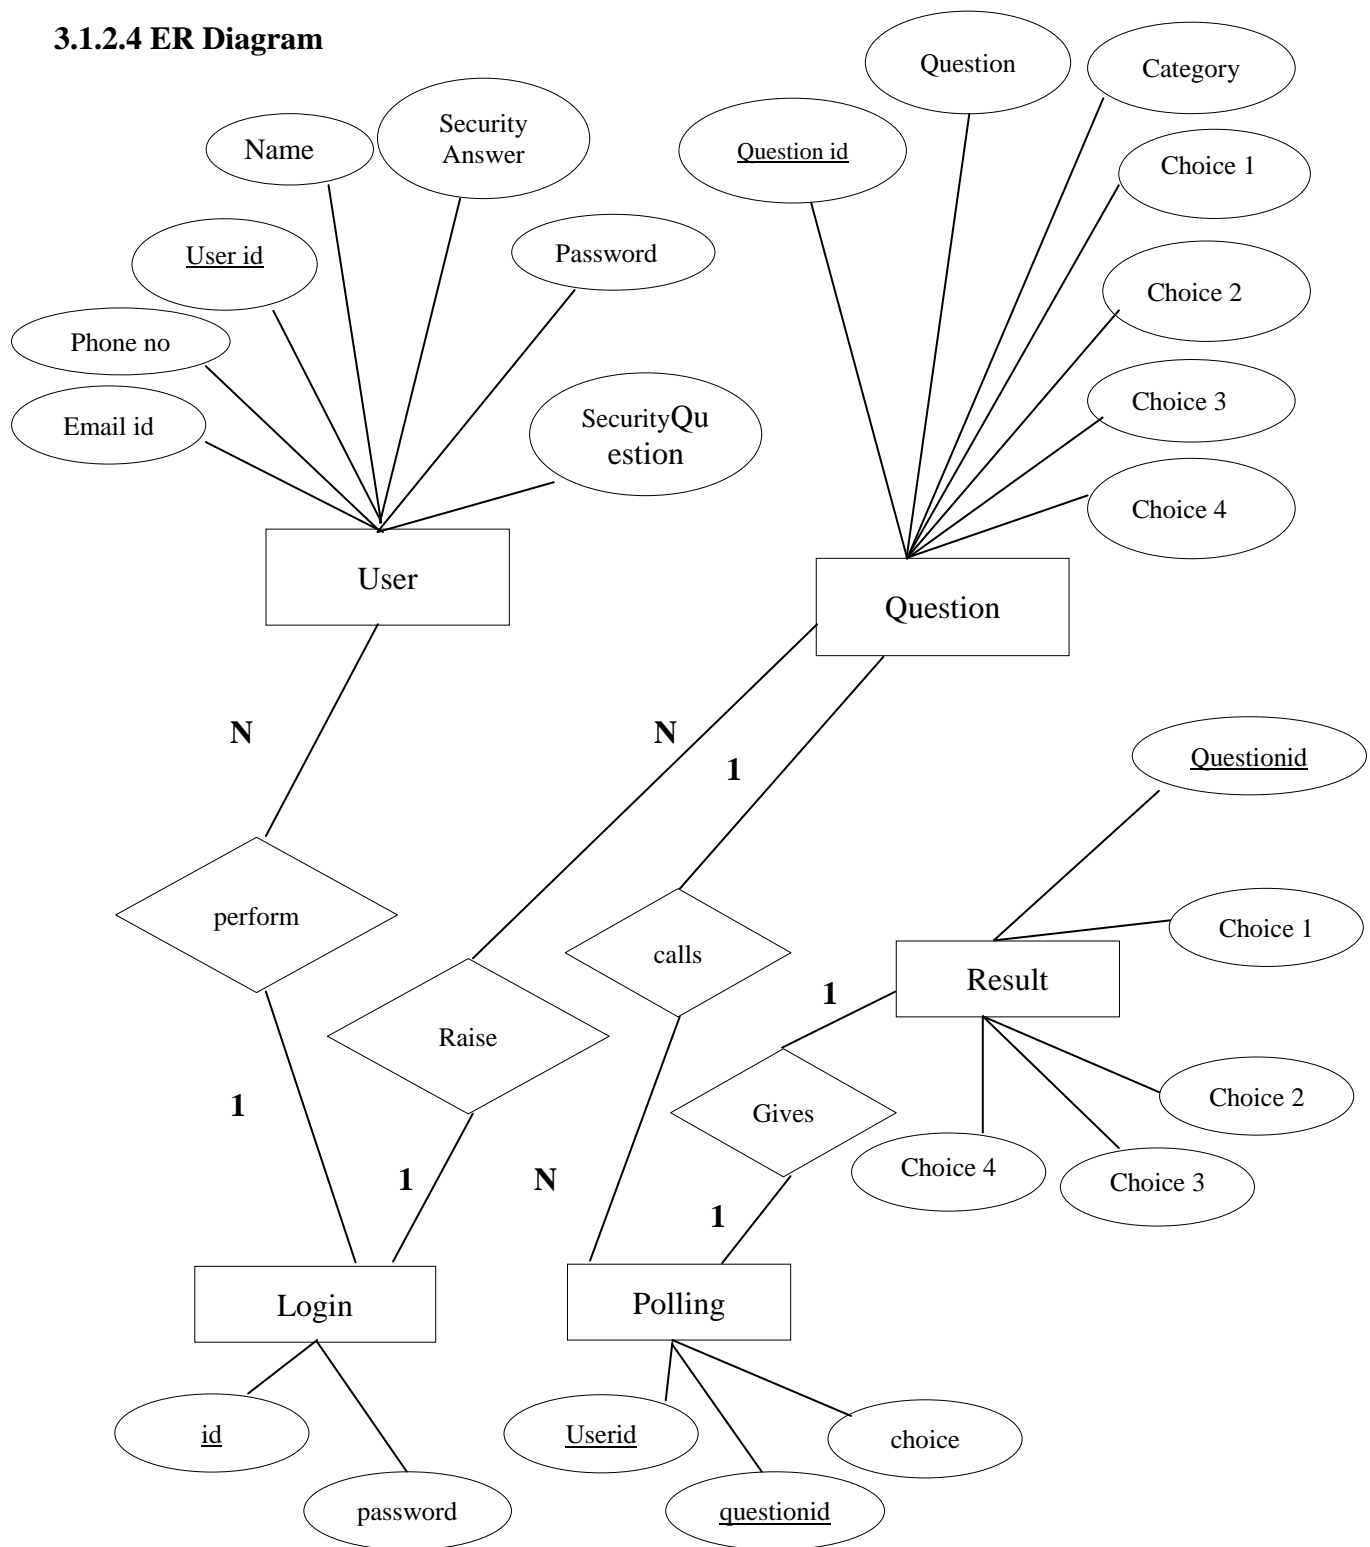 3.1.2.4 ER Diagram
Question
Category
Security
Answer
Name
Question id
Choice 1
User id
Password
Choice 2
Phone no
Choice 3
Email id
SecurityQu
estion
Choice 4
User
Question
N
N
1
Questionid
perform
calls
Choice 1
Result
1
Raise
1
Gives
Choice 2
Choice 4
Choice 3
1
N
1
Login
Polling
id
Userid
choice
password
questionid